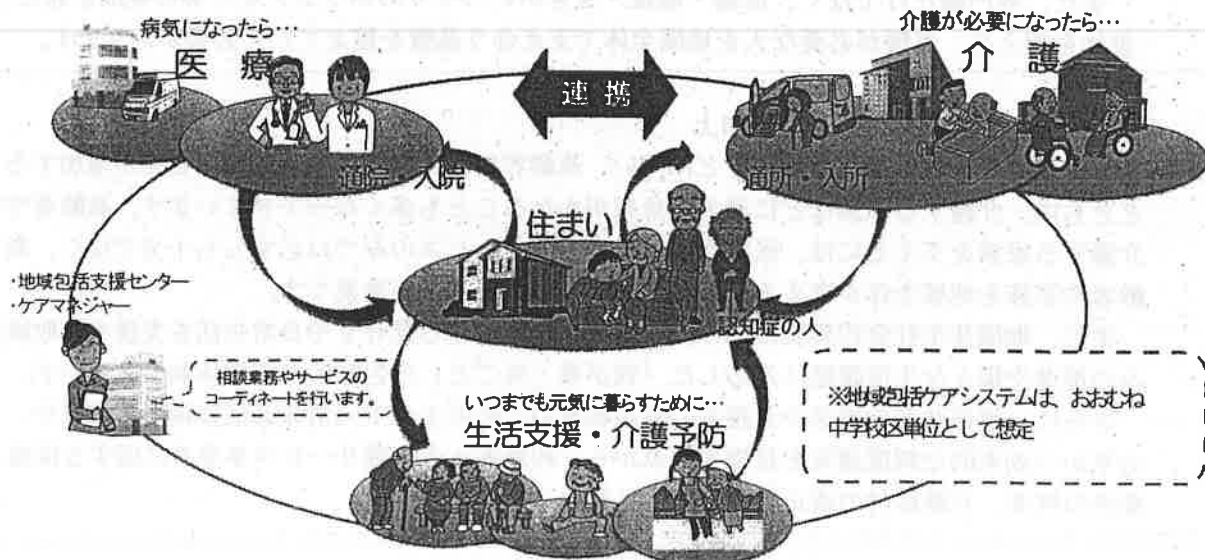 病気になったら…
医療
介護が必要になったら…
介護
連携
通院・入院
通所・入所
住まい
・地域包括支援センター
・ケアマネジャー
認知症の人
相談業務やサービスの
コーディネートを行います。
いつまでも元気に暮らすために…
生活支援・介護予防
※地域包括ケアシステムは、おおむね
中学校区単位として想定